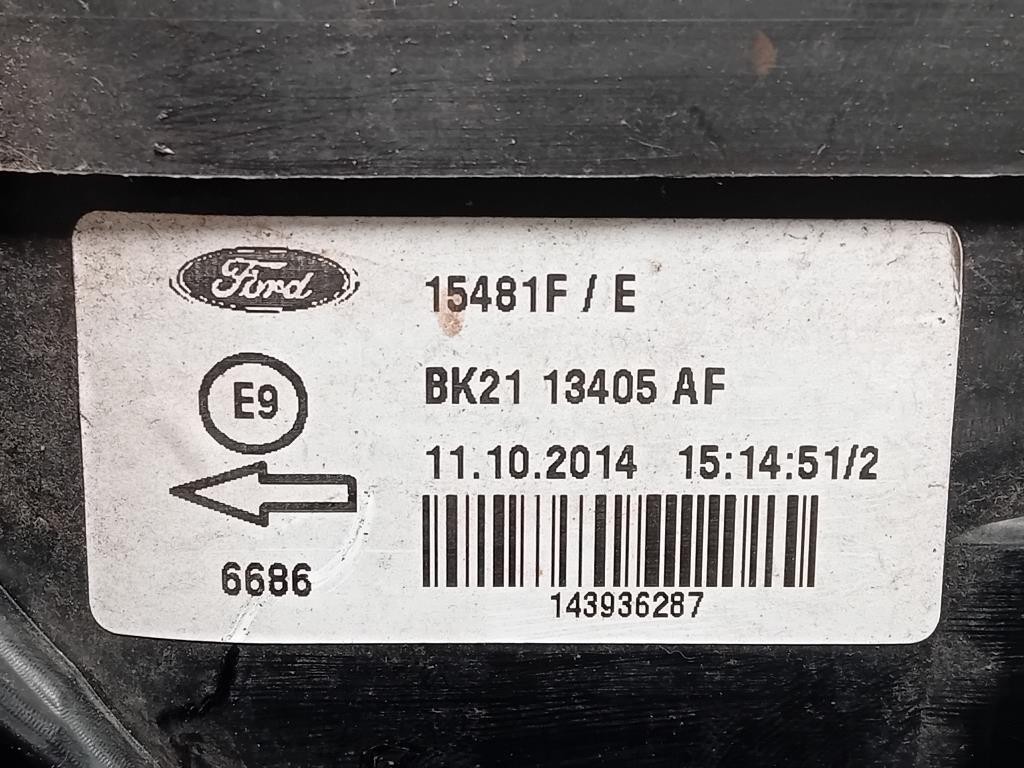 Ford
15481F / E
E9
BK21 13405 AF
11.10.2014 15:14:51/2
6686
143936287